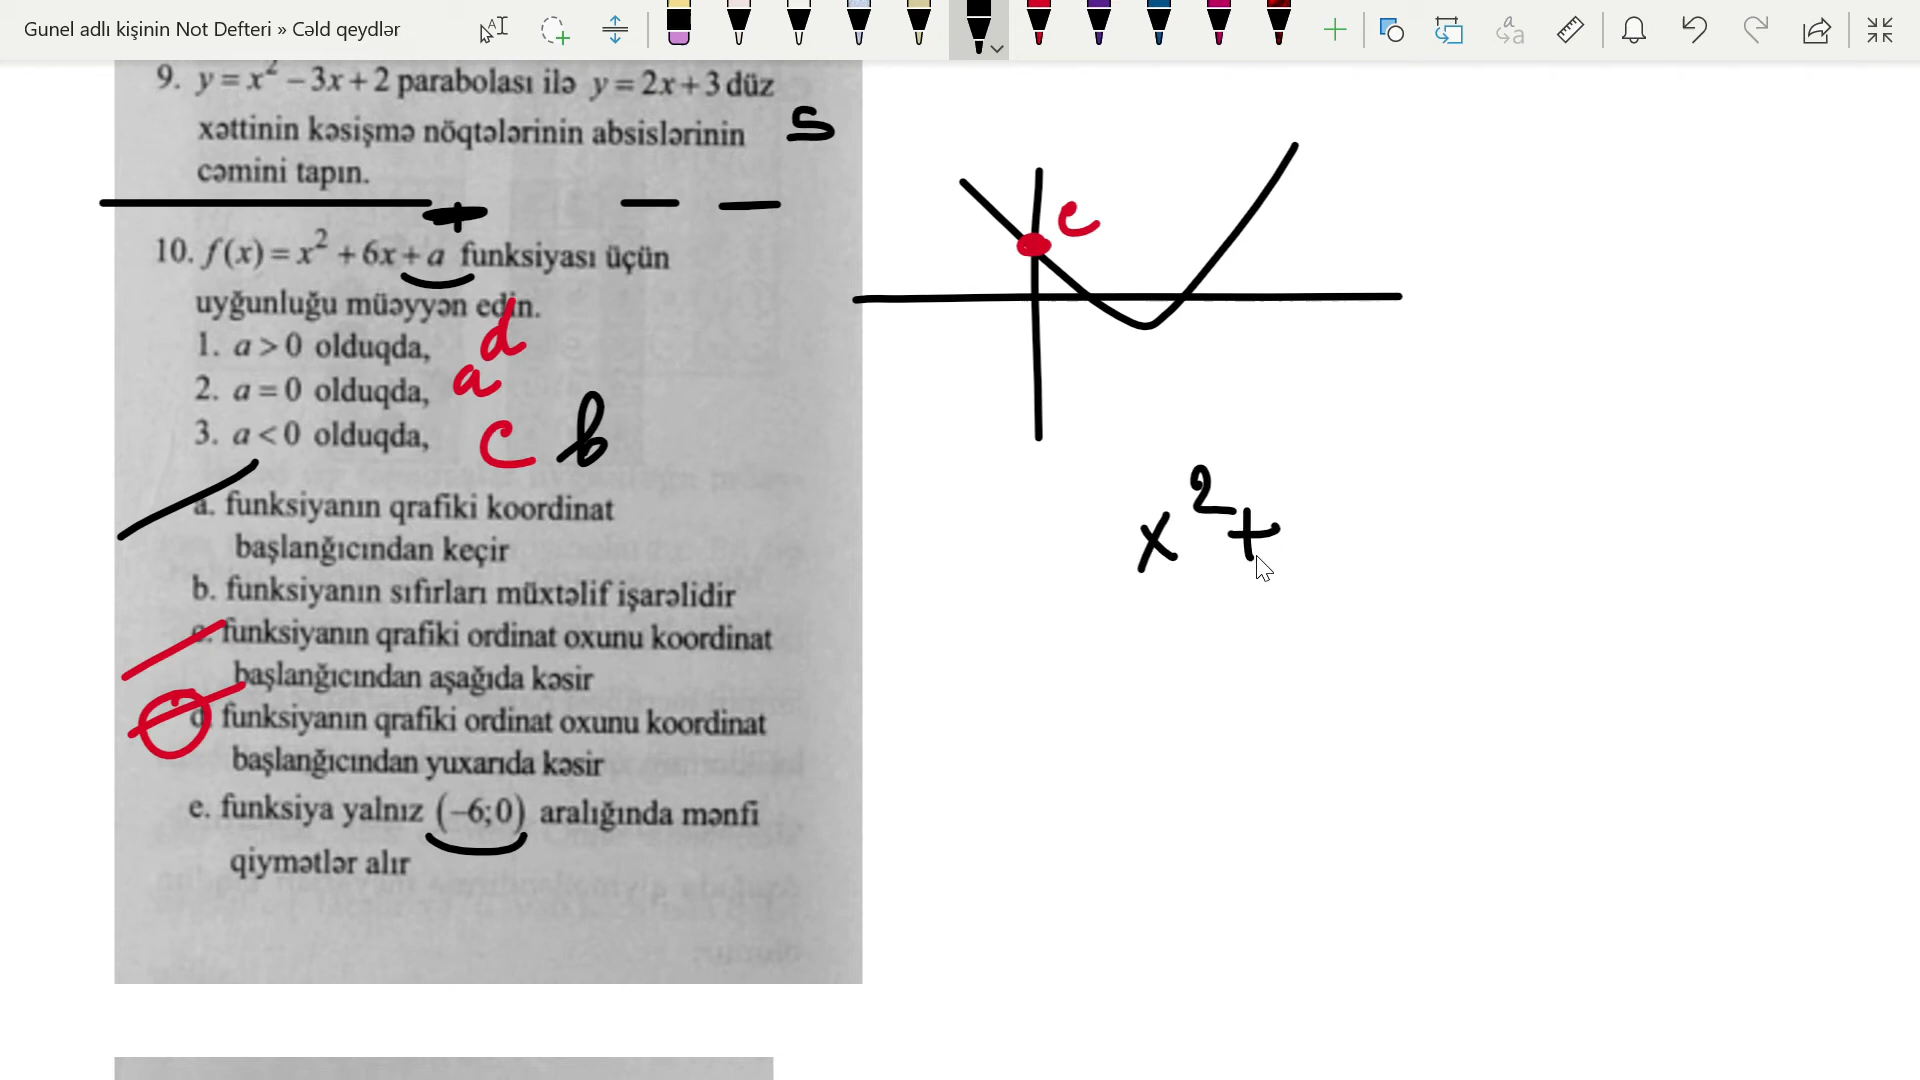 Gunel adlı kişinin Not Defteri » Cəld qeydlər
9. y = x² − 3x + 2 parabolası ilə y = 2x + 3 düz
xəttinin kəsişmə nöqtələrinin absislərinin 5
cəmini tapın.
+
10. f(x) = x² + 6x + a funksiyası üçün
uyğunluğu müəyyən edin.
1. a > 0 olduqda, d
2. a = 0 olduqda, a
3. a < 0 olduqda, c b
a. funksiyanın qrafiki koordinat
başlanğıcından keçir
b. funksiyanın sıfırları müxtəlif işarəlidir
c. funksiyanın qrafiki ordinat oxunu koordinat
başlanğıcından aşağıda kəsir
d. funksiyanın qrafiki ordinat oxunu koordinat
başlanğıcından yuxarıda kəsir
e. funksiya yalnız (−6;0) aralığında mənfi
qiymətlər alır
c
x² +